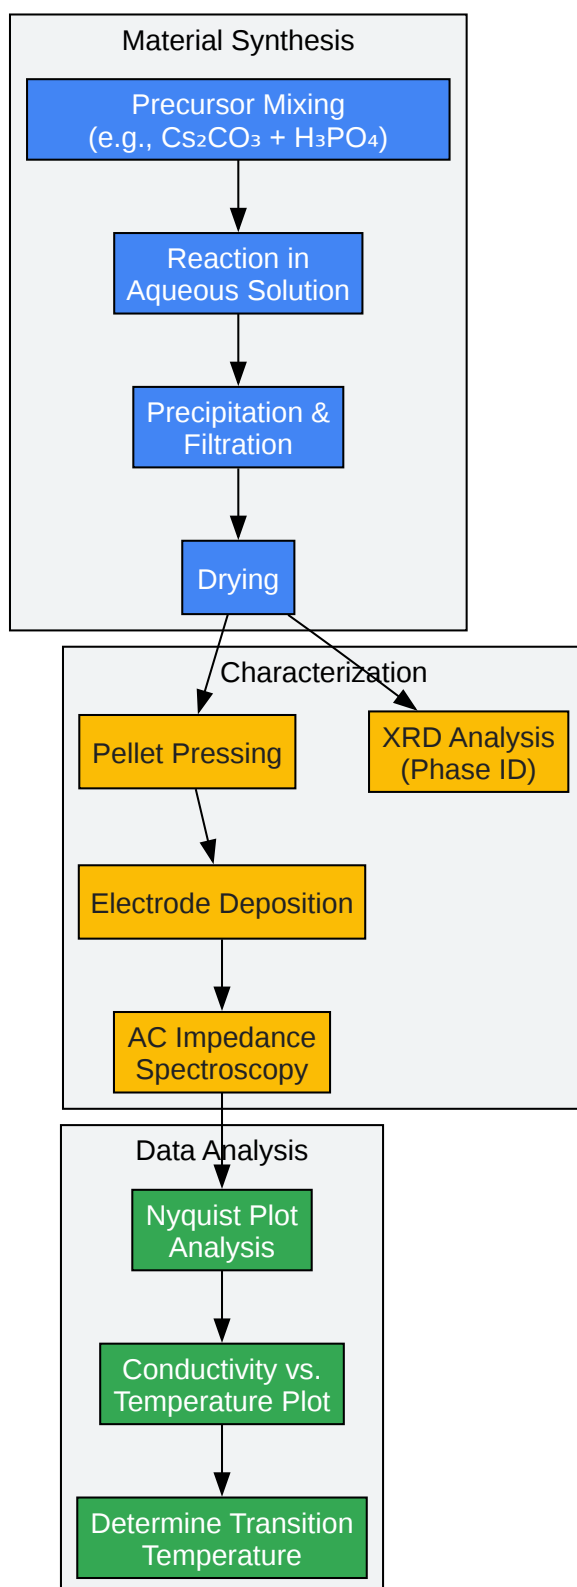 Material Synthesis
Precursor Mixing
(e.g., Cs₂CO₃ + H₃PO₄)
Reaction in
Aqueous Solution
Precipitation &
Filtration
Drying
Characterization
Pellet Pressing
XRD Analysis
(Phase ID)
Electrode Deposition
AC Impedance
Spectroscopy
Data Analysis
Nyquist Plot
Analysis
Conductivity vs.
Temperature Plot
Determine Transition
Temperature